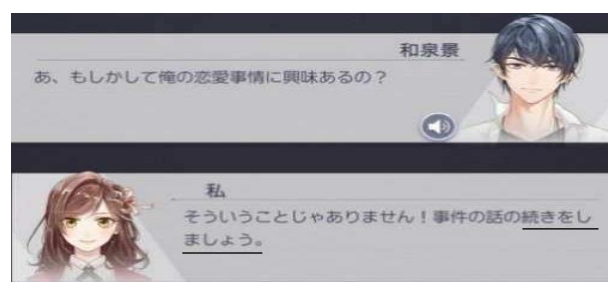 和泉景
あ、もしかして俺の恋愛事情に興味あるの？
私
そういうことじゃありません！事件の話の続きをし
ましょう。